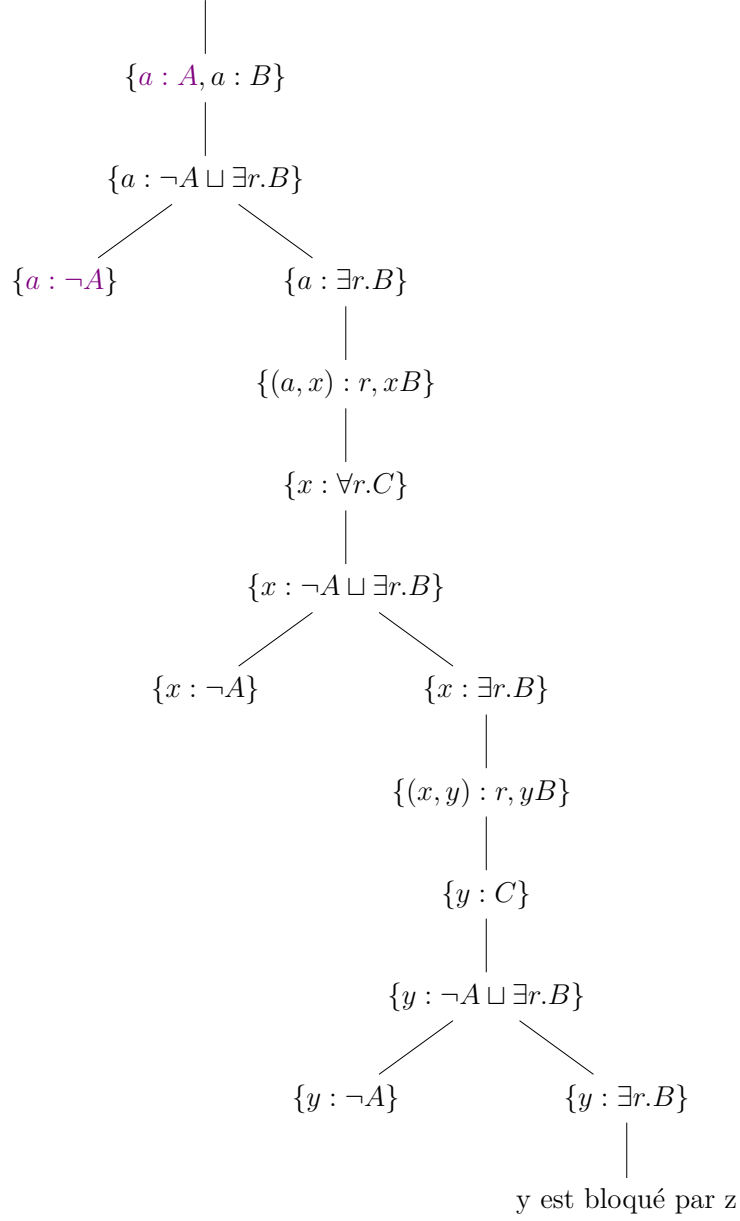 {a : A, a : B}
{a : ¬A ⊔ ∃r.B}
{a : ¬A} {a : ∃r.B}
{(a, x) : r, xB}
{x : ∀r.C}
{x : ¬A ⊔ ∃r.B}
{x : ¬A} {x : ∃r.B}
{(x, y) : r, yB}
{y : C}
{y : ¬A ⊔ ∃r.B}
{y : ¬A} {y : ∃r.B}
y est bloqué par z